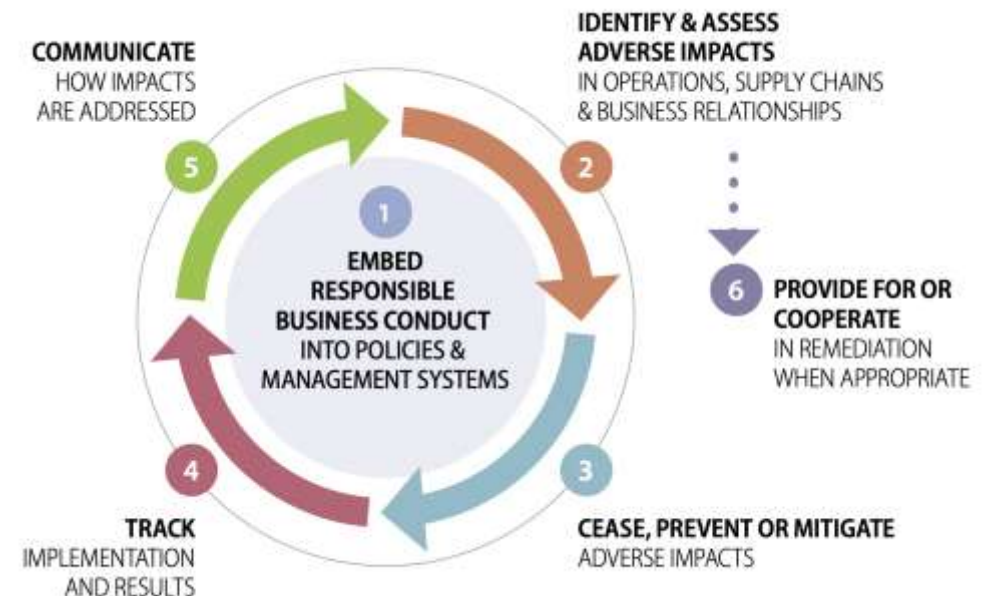 1
EMBED
RESPONSIBLE
BUSINESS CONDUCT
INTO POLICIES &
MANAGEMENT SYSTEMS
2
IDENTIFY & ASSESS
ADVERSE IMPACTS
IN OPERATIONS, SUPPLY CHAINS
& BUSINESS RELATIONSHIPS
3
CEASE, PREVENT OR MITIGATE
ADVERSE IMPACTS
4
TRACK
IMPLEMENTATION
AND RESULTS
5
COMMUNICATE
HOW IMPACTS
ARE ADDRESSED
6
PROVIDE FOR OR
COOPERATE
IN REMEDIATION
WHEN APPROPRIATE